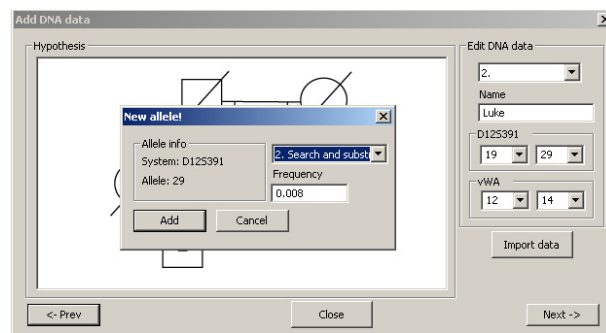 Add DNA data
Hypothesis
New allele!
Allele info
System: D12S391
Allele: 29
2. Search and subst
Frequency
0.008
Add
Cancel
<- Prev
Close
Edit DNA data
2.
Name
Luke
D12S391
19
29
vWA
12
14
Import data
Next ->